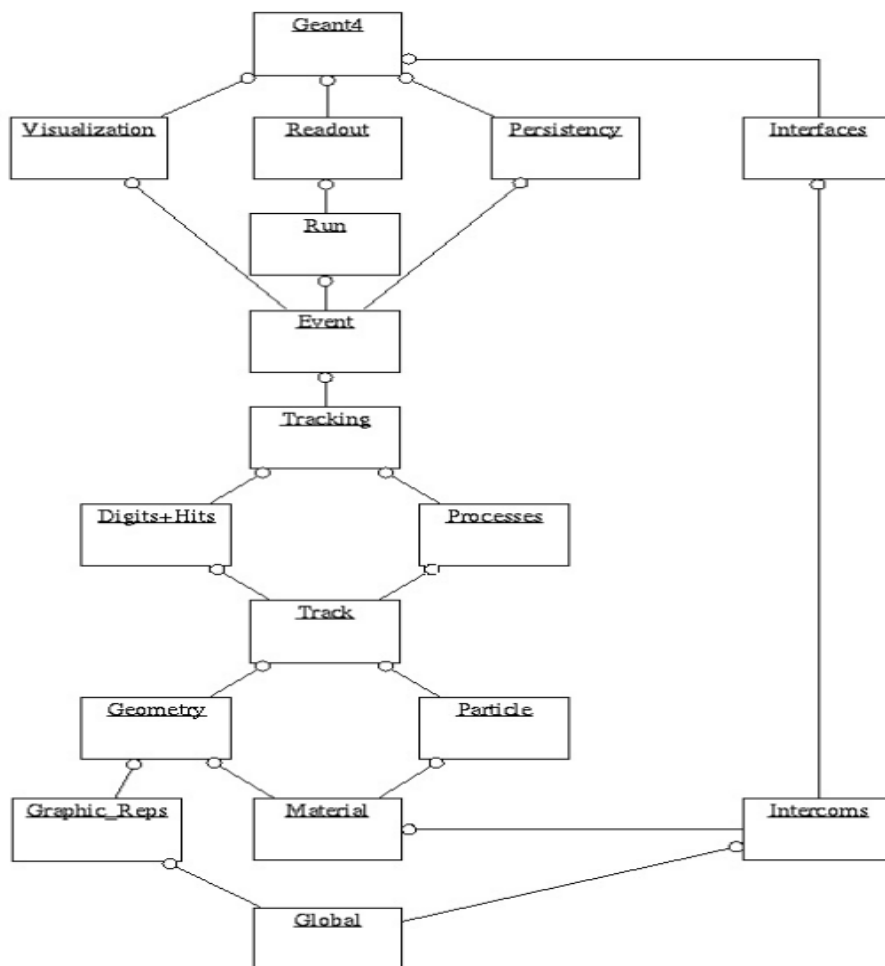 Geant4
Visualization
Readout
Persistency
Interfaces
Run
Event
Tracking
Digits+Hits
Processes
Track
Geometry
Particle
Graphic_Reps
Material
Intercoms
Global